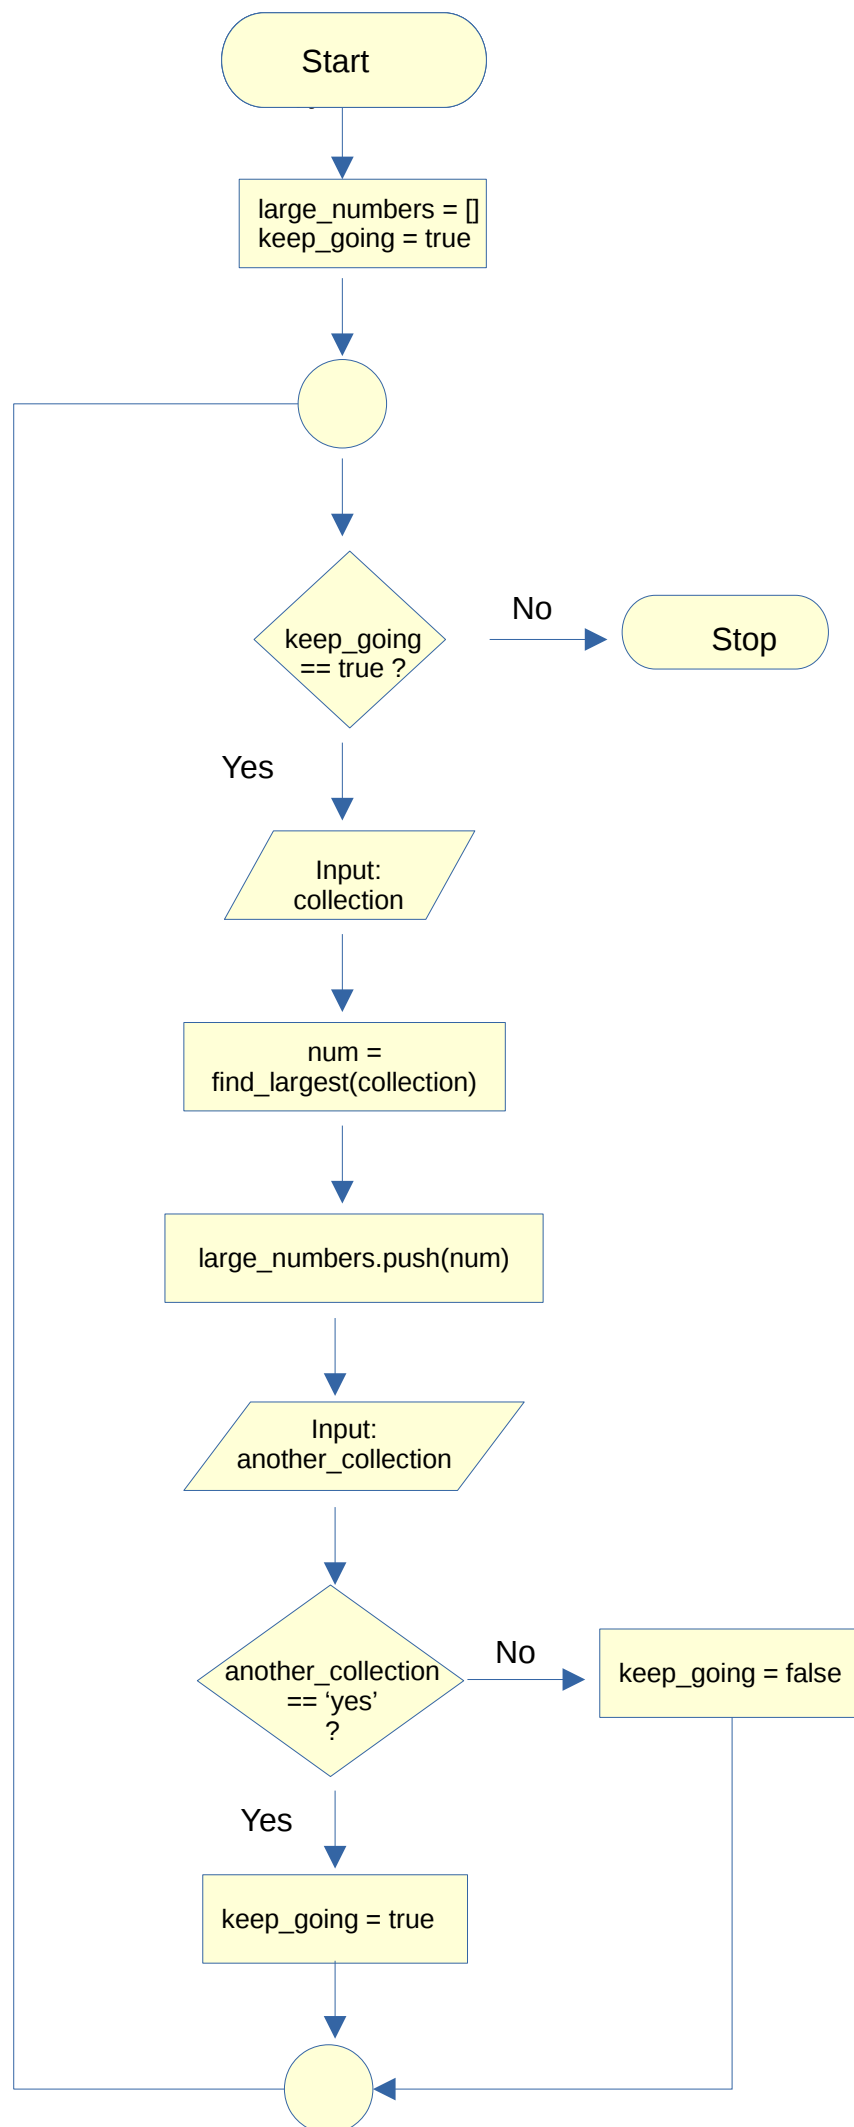 Start
large_numbers = []
keep_going = true
keep_going
== true ?
No
Stop
Yes
Input:
collection
num =
find_largest(collection)
large_numbers.push(num)
Input:
another_collection
another_collection
== ‘yes’
?
No
keep_going = false
Yes
keep_going = true